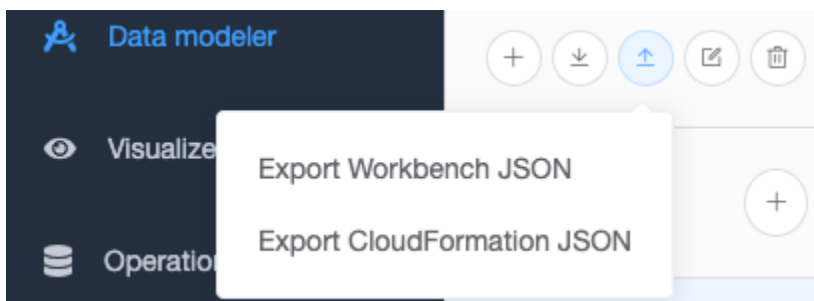 Data modeler
Visualize
Operation
Export Workbench JSON
Export CloudFormation JSON